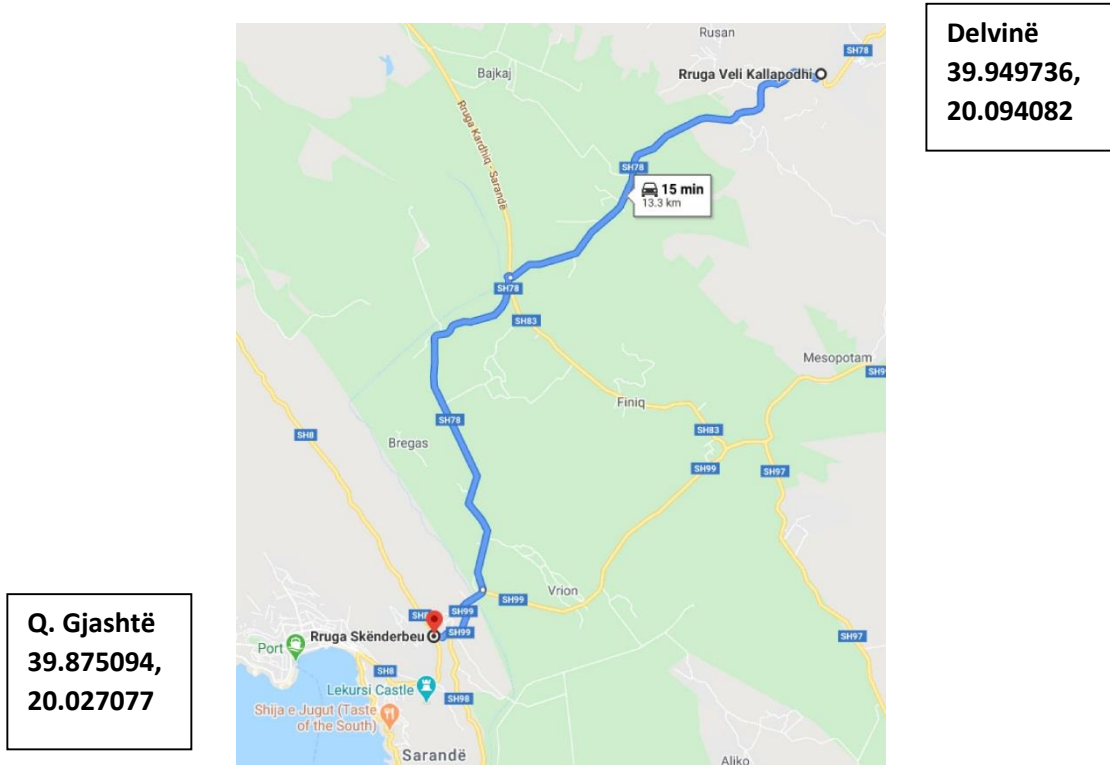 Delvinë
39.949736,
20.094082
Rusan
SH78
Rruga Veli Kallapodhi
Bajkaj
Rruga Kardhiq - Sarandë
SH78
15 min
13.3 km
SH78
SH83
Mesopotam
SH99
Finiq
SH78
SH83
SH8
Bregas
SH99
SH97
Vrion
SH99
SH99
SH8
Rruga Skënderbeu
SH99
SH97
Port
SH8
Lekursi Castle
SH98
Shija e Jugut (Taste
of the South)
Sarandë
Aliko
Q. Gjashtë
39.875094,
20.027077